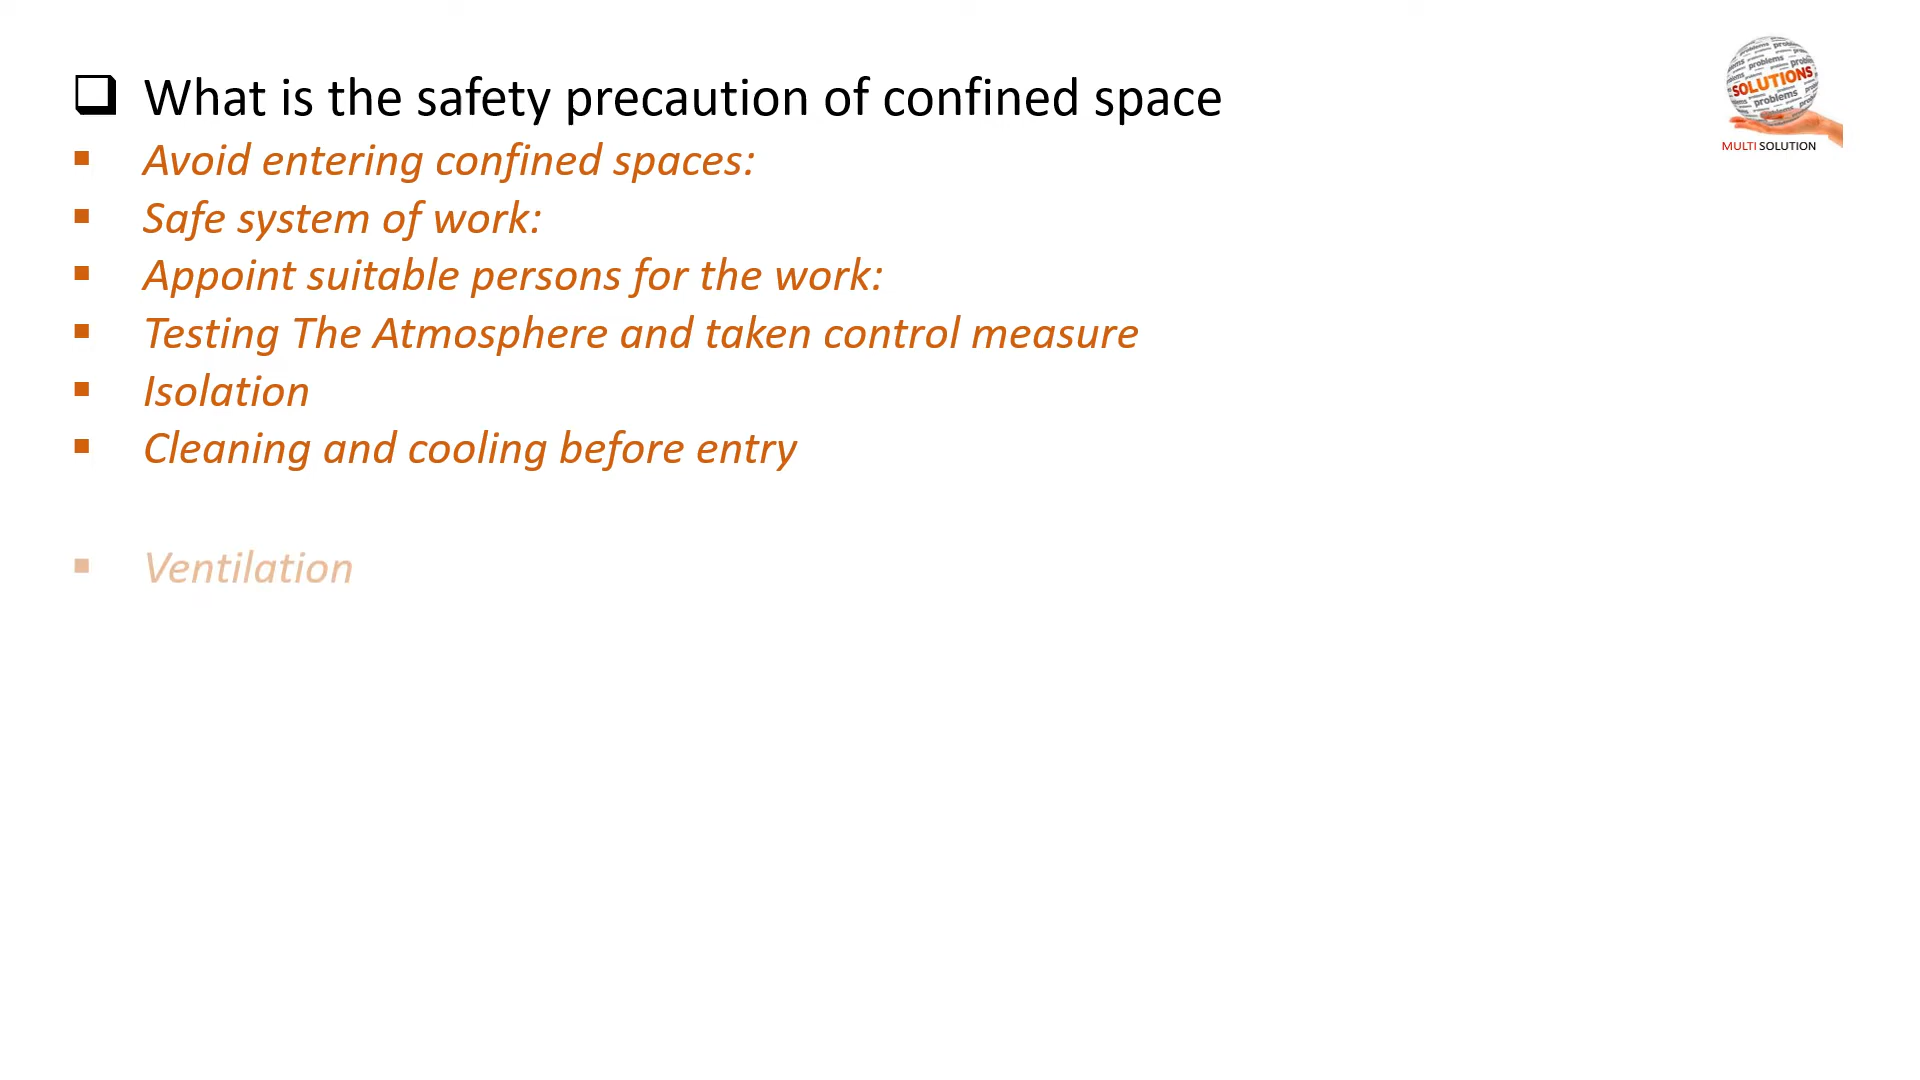 What is the safety precaution of confined space
Avoid entering confined spaces:
Safe system of work:
Appoint suitable persons for the work:
Testing The Atmosphere and taken control measure
Isolation
Cleaning and cooling before entry
Ventilation
SOLUTIONS
problems
MULTI SOLUTION